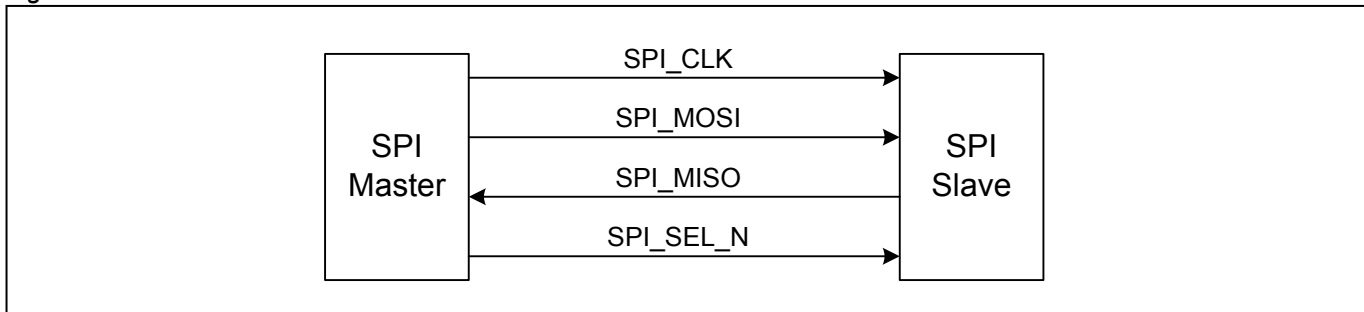 SPI_CLK
SPI_MOSI
SPI
Master
SPI
Slave
SPI_MISO
SPI_SEL_N